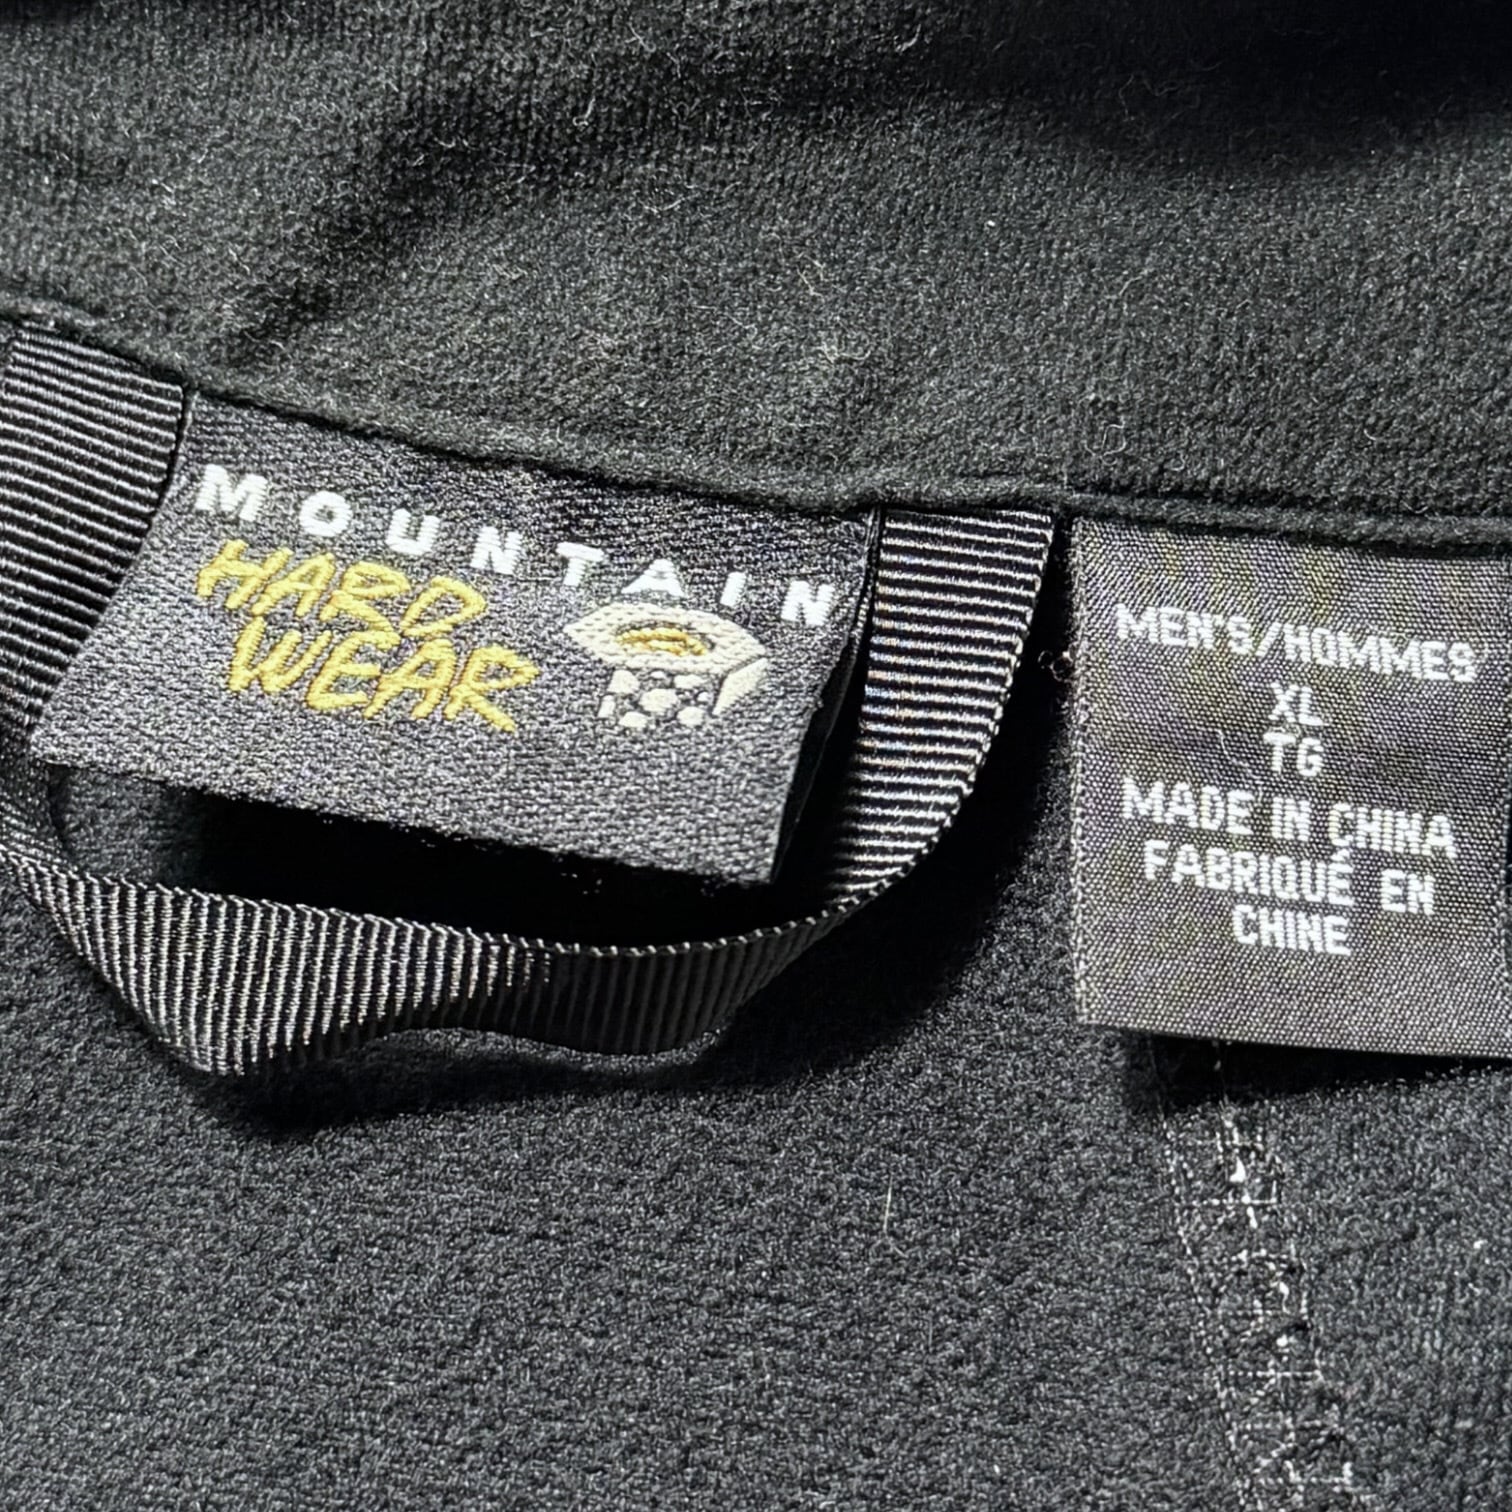 MOUNTAIN
HARD
WEAR
MEN'S/HOMMES
XL
TG
MADE IN CHINA
FABRIQUÉ EN
CHINE